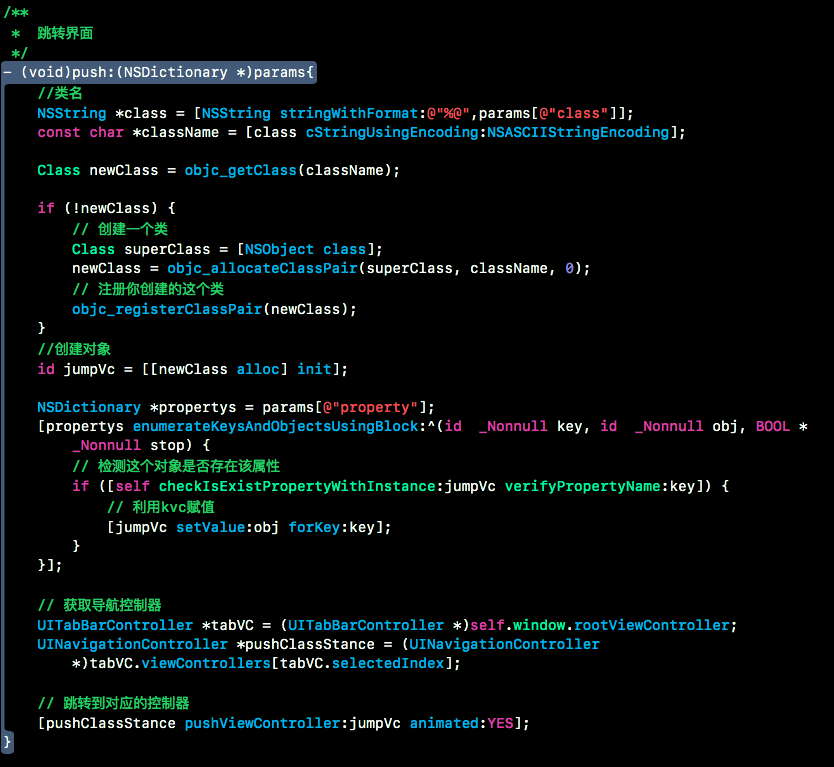 /**
 *  跳转界面
 */
- (void)push:(NSDictionary *)params{
    //类名
    NSString *class = [NSString stringWithFormat:@"%@",params[@"class"]];
    const char *className = [class cStringUsingEncoding:NSASCIIStringEncoding];

    Class newClass = objc_getClass(className);

    if (!newClass) {
        // 创建一个类
        Class superClass = [NSObject class];
        newClass = objc_allocateClassPair(superClass, className, 0);
        // 注册你创建的这个类
        objc_registerClassPair(newClass);
    }
    //创建对象
    id jumpVc = [[newClass alloc] init];

    NSDictionary *propertys = params[@"property"];
    [propertys enumerateKeysAndObjectsUsingBlock:^(id  _Nonnull key, id  _Nonnull obj, BOOL *
        _Nonnull stop) {
        // 检测这个对象是否存在该属性
        if ([self checkIsExistPropertyWithInstance:jumpVc verifyPropertyName:key]) {
            // 利用kvc赋值
            [jumpVc setValue:obj forKey:key];
        }
    }];

    // 获取导航控制器
    UITabBarController *tabVC = (UITabBarController *)self.window.rootViewController;
    UINavigationController *pushClassStance = (UINavigationController
        *)tabVC.viewControllers[tabVC.selectedIndex];

    // 跳转到对应的控制器
    [pushClassStance pushViewController:jumpVc animated:YES];
}